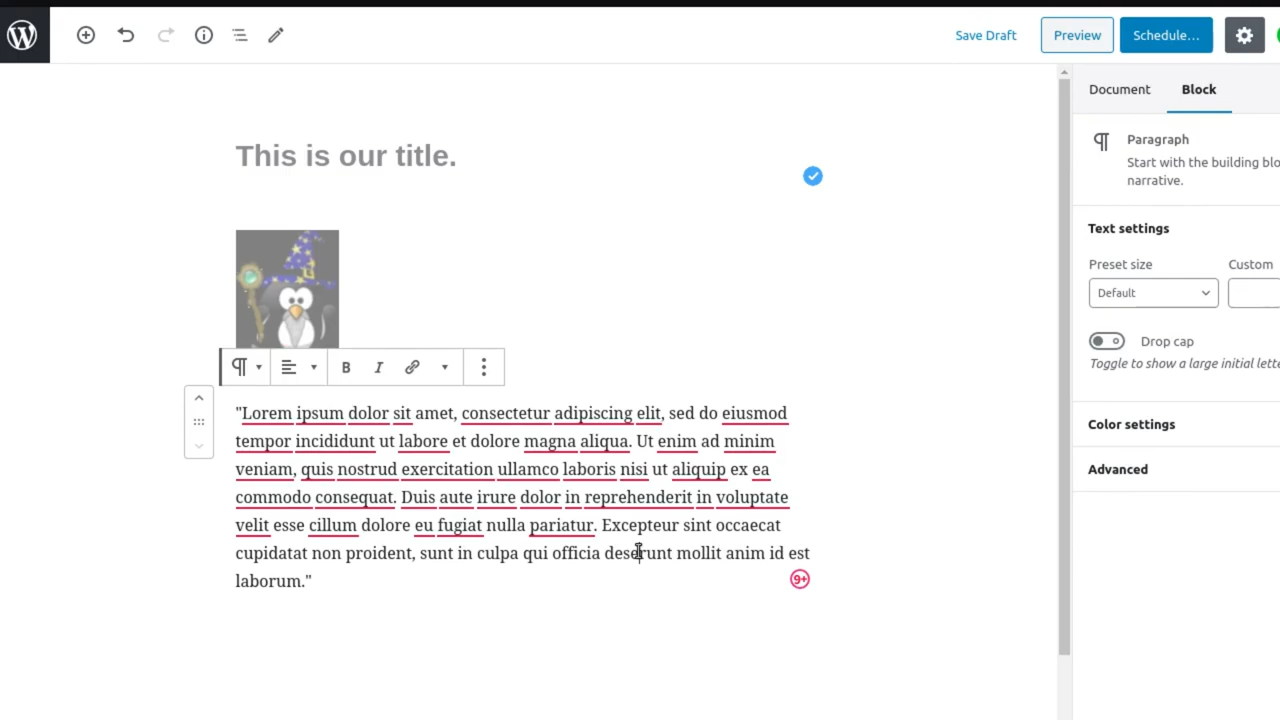 Save Draft
Preview
Schedule...
Document
Block
This is our title.
Paragraph
Start with the building blo
narrative.
Text settings
Preset size
Custom
Default
Drop cap
Toggle to show a large initial lette
B I
"Lorem ipsum dolor sit amet, consectetur adipiscing elit, sed do eiusmod
tempor incididunt ut labore et dolore magna aliqua. Ut enim ad minim
veniam, quis nostrud exercitation ullamco laboris nisi ut aliquip ex ea
commodo consequat. Duis aute irure dolor in reprehenderit in voluptate
velit esse cillum dolore eu fugiat nulla pariatur. Excepteur sint occaecat
cupidatat non proident, sunt in culpa qui officia deserunt mollit anim id est
laborum."
9+
Color settings
Advanced